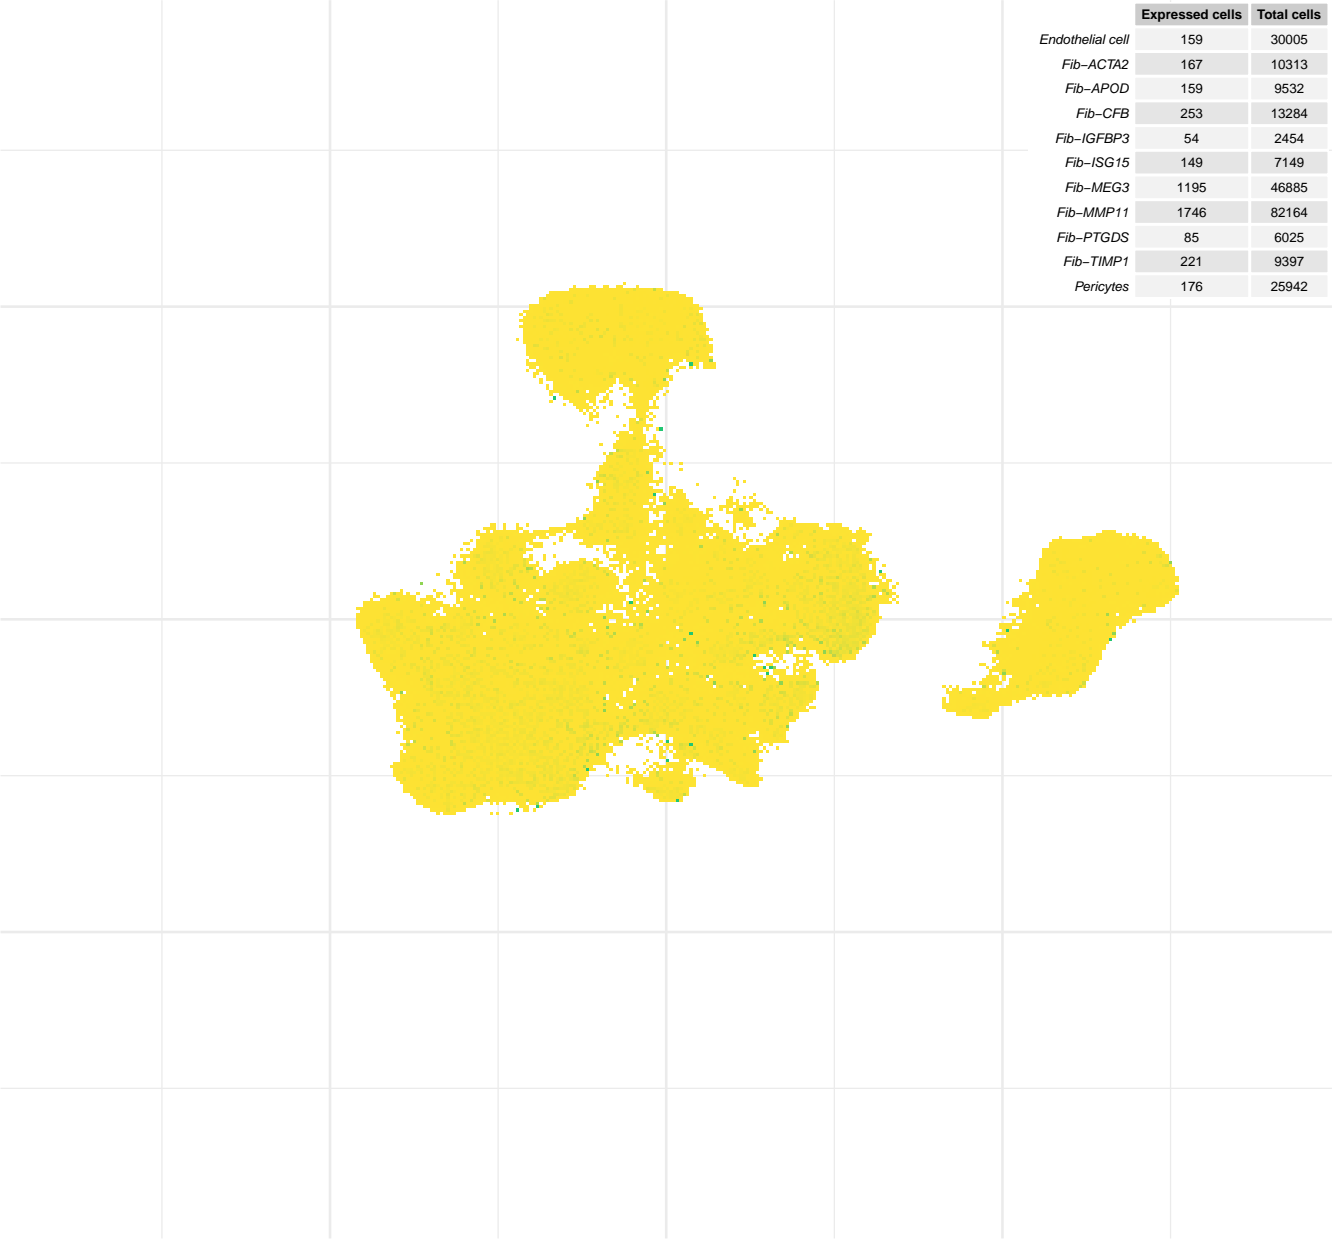 Expressed cells Total cells
Endothelial cell 159 30005
Fib−ACTA2 167 10313
Fib−APOD 159 9532
Fib−CFB 253 13284
Fib−IGFBP3 54 2454
Fib−ISG15 149 7149
Fib−MEG3 1195 46885
Fib−MMP11 1746 82164
Fib−PTGDS 85 6025
Fib−TIMP1 221 9397
Pericytes 176 25942